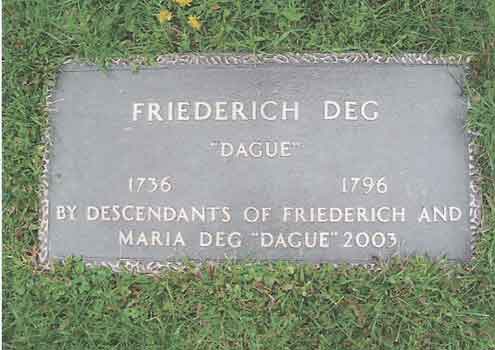 FRIEDERICH DEG
"DAGUE"
1736 1796
BY DESCENDANTS OF FRIEDERICH AND
MARIA DEG "DAGUE" 2003